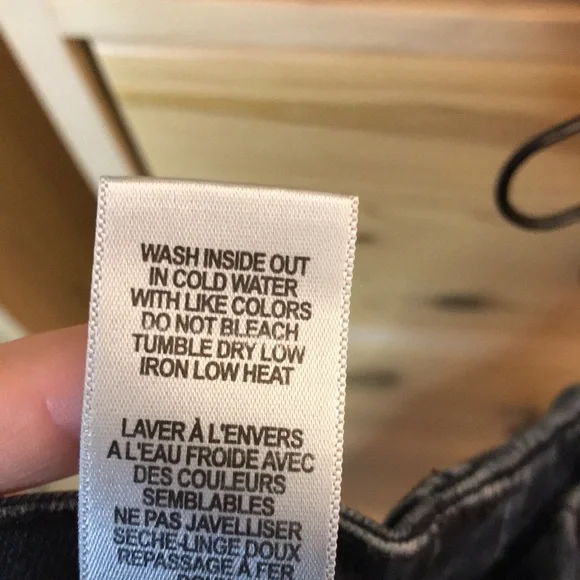 WASH INSIDE OUT
IN COLD WATER
WITH LIKE COLORS
DO NOT BLEACH
TUMBLE DRY LOW
IRON LOW HEAT
LAVER À L'ENVERS
A L'EAU FROIDE AVEC
DES COULEURS
SEMBLABLES
NE PAS JAVELLISER
SECHE-LINGE DOUX
REPASSAGE À FER